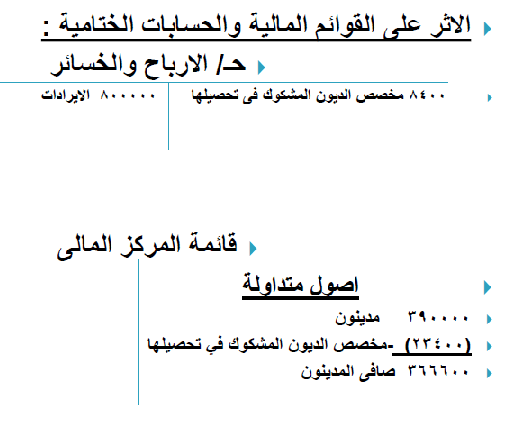 الاثر على القوائم المالية والحسابات الختامية :
حـ/ الارباح والخسائر
٨٤٠٠ مخصص الديون المشكوك فى تحصيلها ٨٠٠٠٠٠ الايرادات
قائمة المركز المالى
اصول متداولة
٣٩٠٠٠٠ مدينون
(٢٣٤٠٠) -مخصص الديون المشكوك في تحصيلها
٣٦٦٦٠٠ صافى المدينون